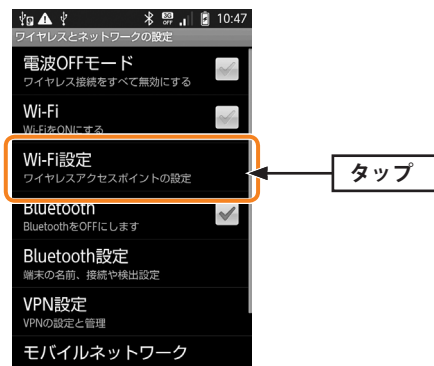 3G
OFF
10:47
ワイヤレスとネットワークの設定
電波OFFモード
ワイヤレス接続をすべて無効にする
Wi-Fi
Wi-FiをONにする
Wi-Fi設定
ワイヤレスアクセスポイントの設定
タップ
Bluetooth
BluetoothをOFFにします
Bluetooth設定
端末の名前、接続や検出設定
VPN設定
VPNの設定と管理
モバイルネットワーク